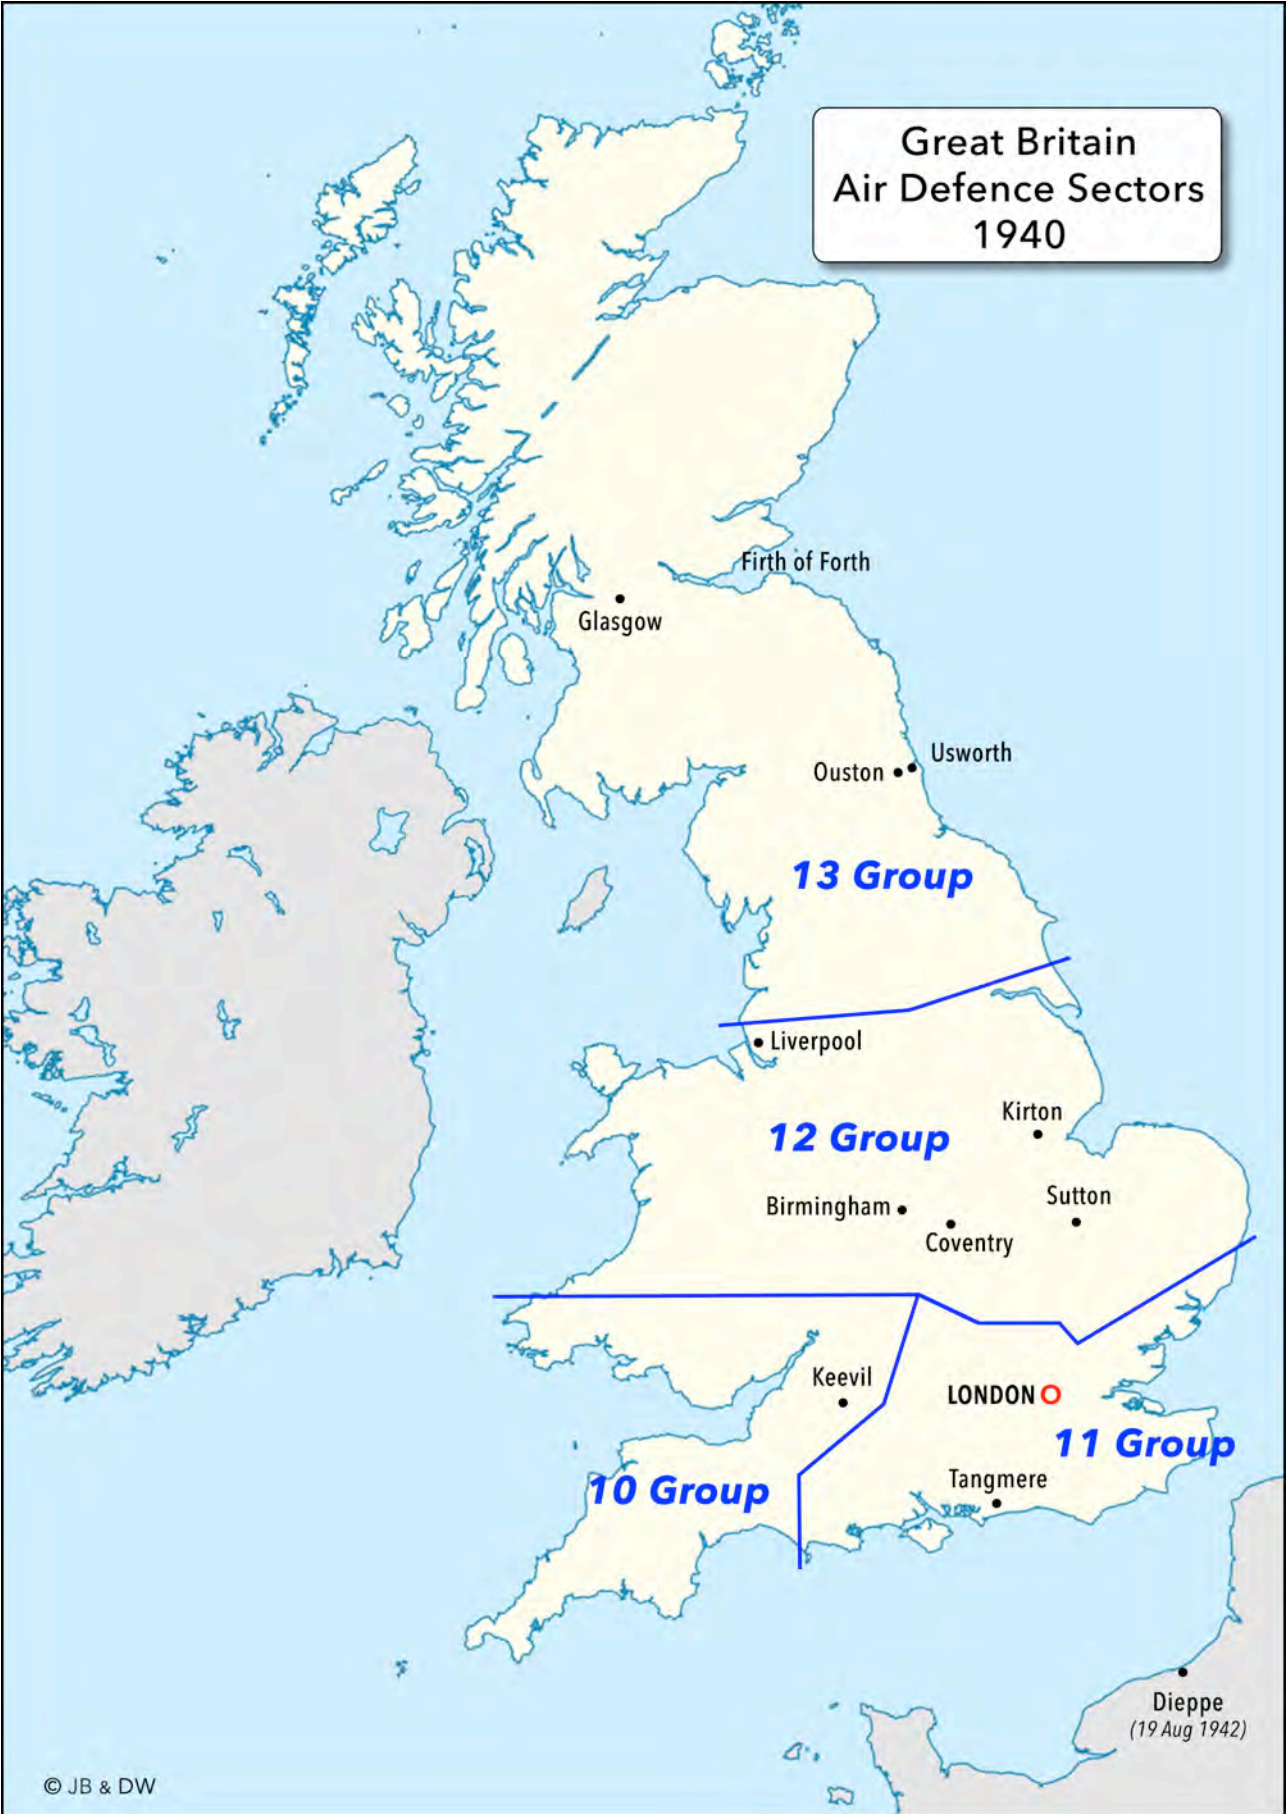 Great Britain
Air Defence Sectors
1940
Firth of Forth
Glasgow
Usworth
Ouston
13 Group
Liverpool
Kirton
12 Group
Sutton
Birmingham
Coventry
Keevil
LONDON
11 Group
Tangmere
10 Group
Dieppe
(19 Aug 1942)
© JB & DW